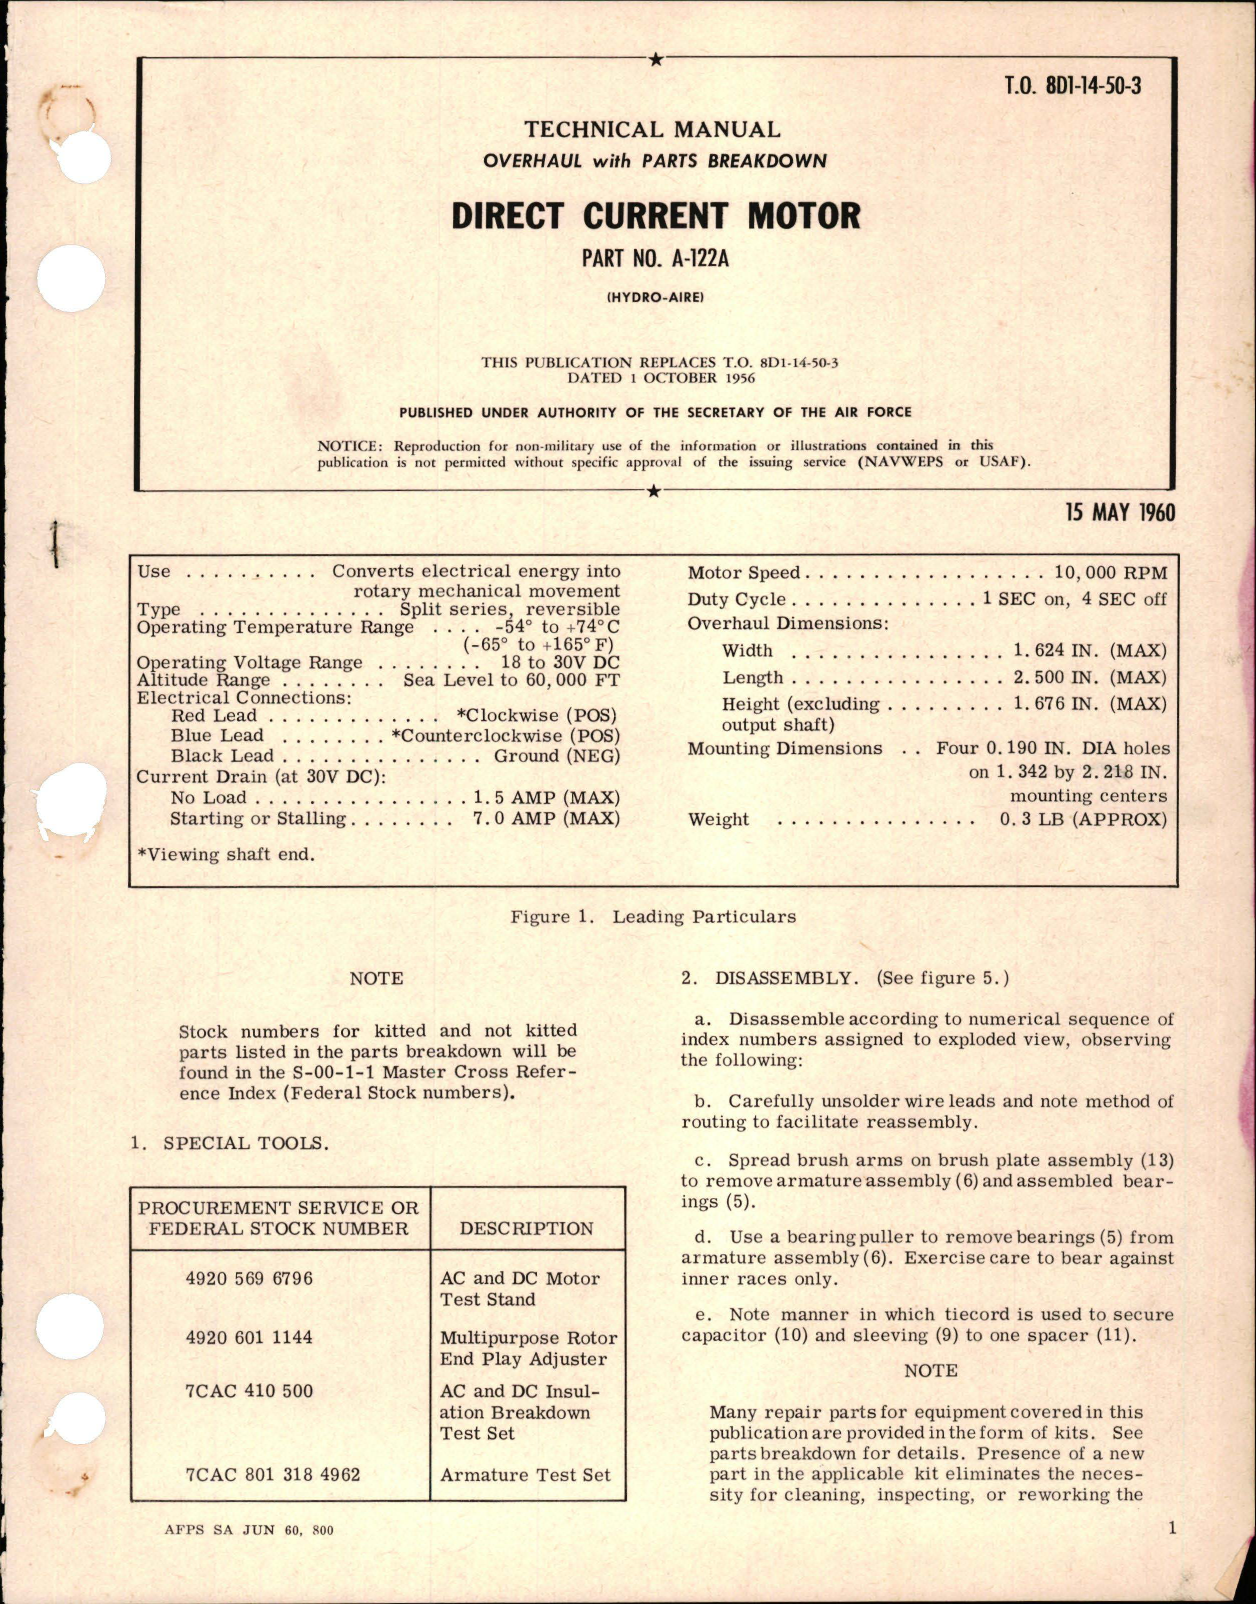 T.O. 8D1-14-50-3
TECHNICAL MANUAL
OVERHAUL with PARTS BREAKDOWN
DIRECT CURRENT MOTOR
PART NO. A-122A
(HYDRO-AIRE)
THIS PUBLICATION REPLACES T.O. 8D1-14-50-3
DATED 1 OCTOBER 1956
PUBLISHED UNDER AUTHORITY OF THE SECRETARY OF THE AIR FORCE
NOTICE: Reproduction for non-military use of the information or illustrations contained in this
publication is not permitted without specific approval of the issuing service (NAVWEPS or USAF).
15 MAY 1960
Use . . . . . . . . . . Converts electrical energy into
rotary mechanical movement
Type . . . . . . . . . . . . . . Split series, reversible
Operating Temperature Range . . . . -54° to +74°C
(-65° to +165°F)
Operating Voltage Range . . . . . . . . 18 to 30V DC
Altitude Range . . . . . . . . Sea Level to 60,000 FT
Electrical Connections:
Red Lead . . . . . . . . . . . . . *Clockwise (POS)
Blue Lead . . . . . . . . *Counterclockwise (POS)
Black Lead . . . . . . . . . . . . . . . Ground (NEG)
Current Drain (at 30V DC):
No Load . . . . . . . . . . . . . . . . 1.5 AMP (MAX)
Starting or Stalling . . . . . . . . 7.0 AMP (MAX)
*Viewing shaft end.
Motor Speed . . . . . . . . . . . . . . . . . . 10,000 RPM
Duty Cycle . . . . . . . . . . . . . . 1 SEC on, 4 SEC off
Overhaul Dimensions:
Width . . . . . . . . . . . . . . . . 1.624 IN. (MAX)
Length . . . . . . . . . . . . . . . . 2.500 IN. (MAX)
Height (excluding . . . . . . . . . 1.676 IN. (MAX)
output shaft)
Mounting Dimensions . . Four 0.190 IN. DIA holes
on 1.342 by 2.218 IN.
mounting centers
Weight . . . . . . . . . . . . . . . 0.3 LB (APPROX)
Figure 1. Leading Particulars
NOTE
Stock numbers for kitted and not kitted
parts listed in the parts breakdown will be
found in the S-00-1-1 Master Cross Refer-
ence Index (Federal Stock numbers).
1. SPECIAL TOOLS.
PROCUREMENT SERVICE OR
FEDERAL STOCK NUMBER
DESCRIPTION
4920 569 6796
AC and DC Motor
Test Stand
4920 601 1144
Multipurpose Rotor
End Play Adjuster
7CAC 410 500
AC and DC Insul-
ation Breakdown
Test Set
7CAC 801 318 4962
Armature Test Set
2. DISASSEMBLY. (See figure 5.)
a. Disassemble according to numerical sequence of
index numbers assigned to exploded view, observing
the following:
b. Carefully unsolder wire leads and note method of
routing to facilitate reassembly.
c. Spread brush arms on brush plate assembly (13)
to remove armature assembly (6) and assembled bear-
ings (5).
d. Use a bearing puller to remove bearings (5) from
armature assembly (6). Exercise care to bear against
inner races only.
e. Note manner in which tiecord is used to secure
capacitor (10) and sleeving (9) to one spacer (11).
NOTE
Many repair parts for equipment covered in this
publication are provided in the form of kits. See
parts breakdown for details. Presence of a new
part in the applicable kit eliminates the neces-
sity for cleaning, inspecting, or reworking the
AFPS SA JUN 60, 800
1